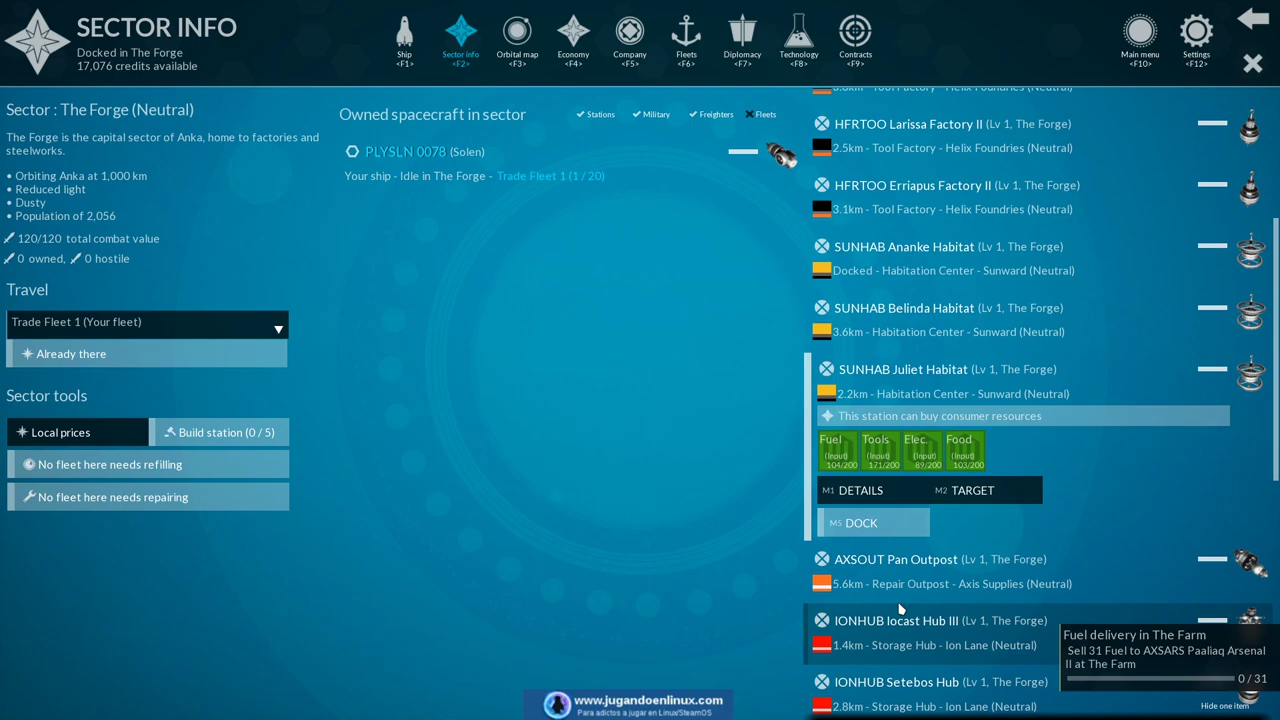 SECTOR INFO
Docked in The Forge
17,076 credits available
Ship
<F1>
Sector info
<F2>
Orbital map
<F3>
Economy
<F4>
Company
<F5>
Fleets
<F6>
Diplomacy
<F7>
Technology
<F8>
Contracts
<F9>
Main menu
<F10>
Settings
<F12>
Sector : The Forge (Neutral)
The Forge is the capital sector of Anka, home to factories and
steelworks.
• Orbiting Anka at 1,000 km
• Reduced light
• Dusty
• Population of 2,056
120/120 total combat value
0 owned, 0 hostile
Travel
Trade Fleet 1 (Your fleet)
Already there
Sector tools
Local prices
Build station (0 / 5)
No fleet here needs refilling
No fleet here needs repairing
Owned spacecraft in sector
Stations
Military
Freighters
Fleets
PLYSLN 0078 (Solen)
Your ship - Idle in The Forge - Trade Fleet 1 (1 / 20)
3.6km - Tool Factory - Helix Foundries (Neutral)
HFRTOO Larissa Factory II (Lv 1, The Forge)
2.5km - Tool Factory - Helix Foundries (Neutral)
HFRTOO Erriapus Factory II (Lv 1, The Forge)
3.1km - Tool Factory - Helix Foundries (Neutral)
SUNHAB Ananke Habitat (Lv 1, The Forge)
Docked - Habitation Center - Sunward (Neutral)
SUNHAB Belinda Habitat (Lv 1, The Forge)
3.6km - Habitation Center - Sunward (Neutral)
SUNHAB Juliet Habitat (Lv 1, The Forge)
2.2km - Habitation Center - Sunward (Neutral)
This station can buy consumer resources
Fuel Tools Elec. Food
(Input) (Input) (Input) (Input)
104/200 171/200 89/200 103/200
M1 DETAILS M2 TARGET
M5 DOCK
AXSOUT Pan Outpost (Lv 1, The Forge)
5.6km - Repair Outpost - Axis Supplies (Neutral)
IONHUB Iocast Hub III (Lv 1, The Forge)
1.4km - Storage Hub - Ion Lane (Neutral)
IONHUB Setebos Hub (Lv 1, The Forge)
2.8km - Storage Hub - Ion Lane (Neutral)
Fuel delivery in The Farm
Sell 31 Fuel to AXSARS Paaliaq Arsenal
II at The Farm
0 / 31
Hide one item
www.jugandoenlinux.com
Para adictos a jugar en Linux/SteamOS